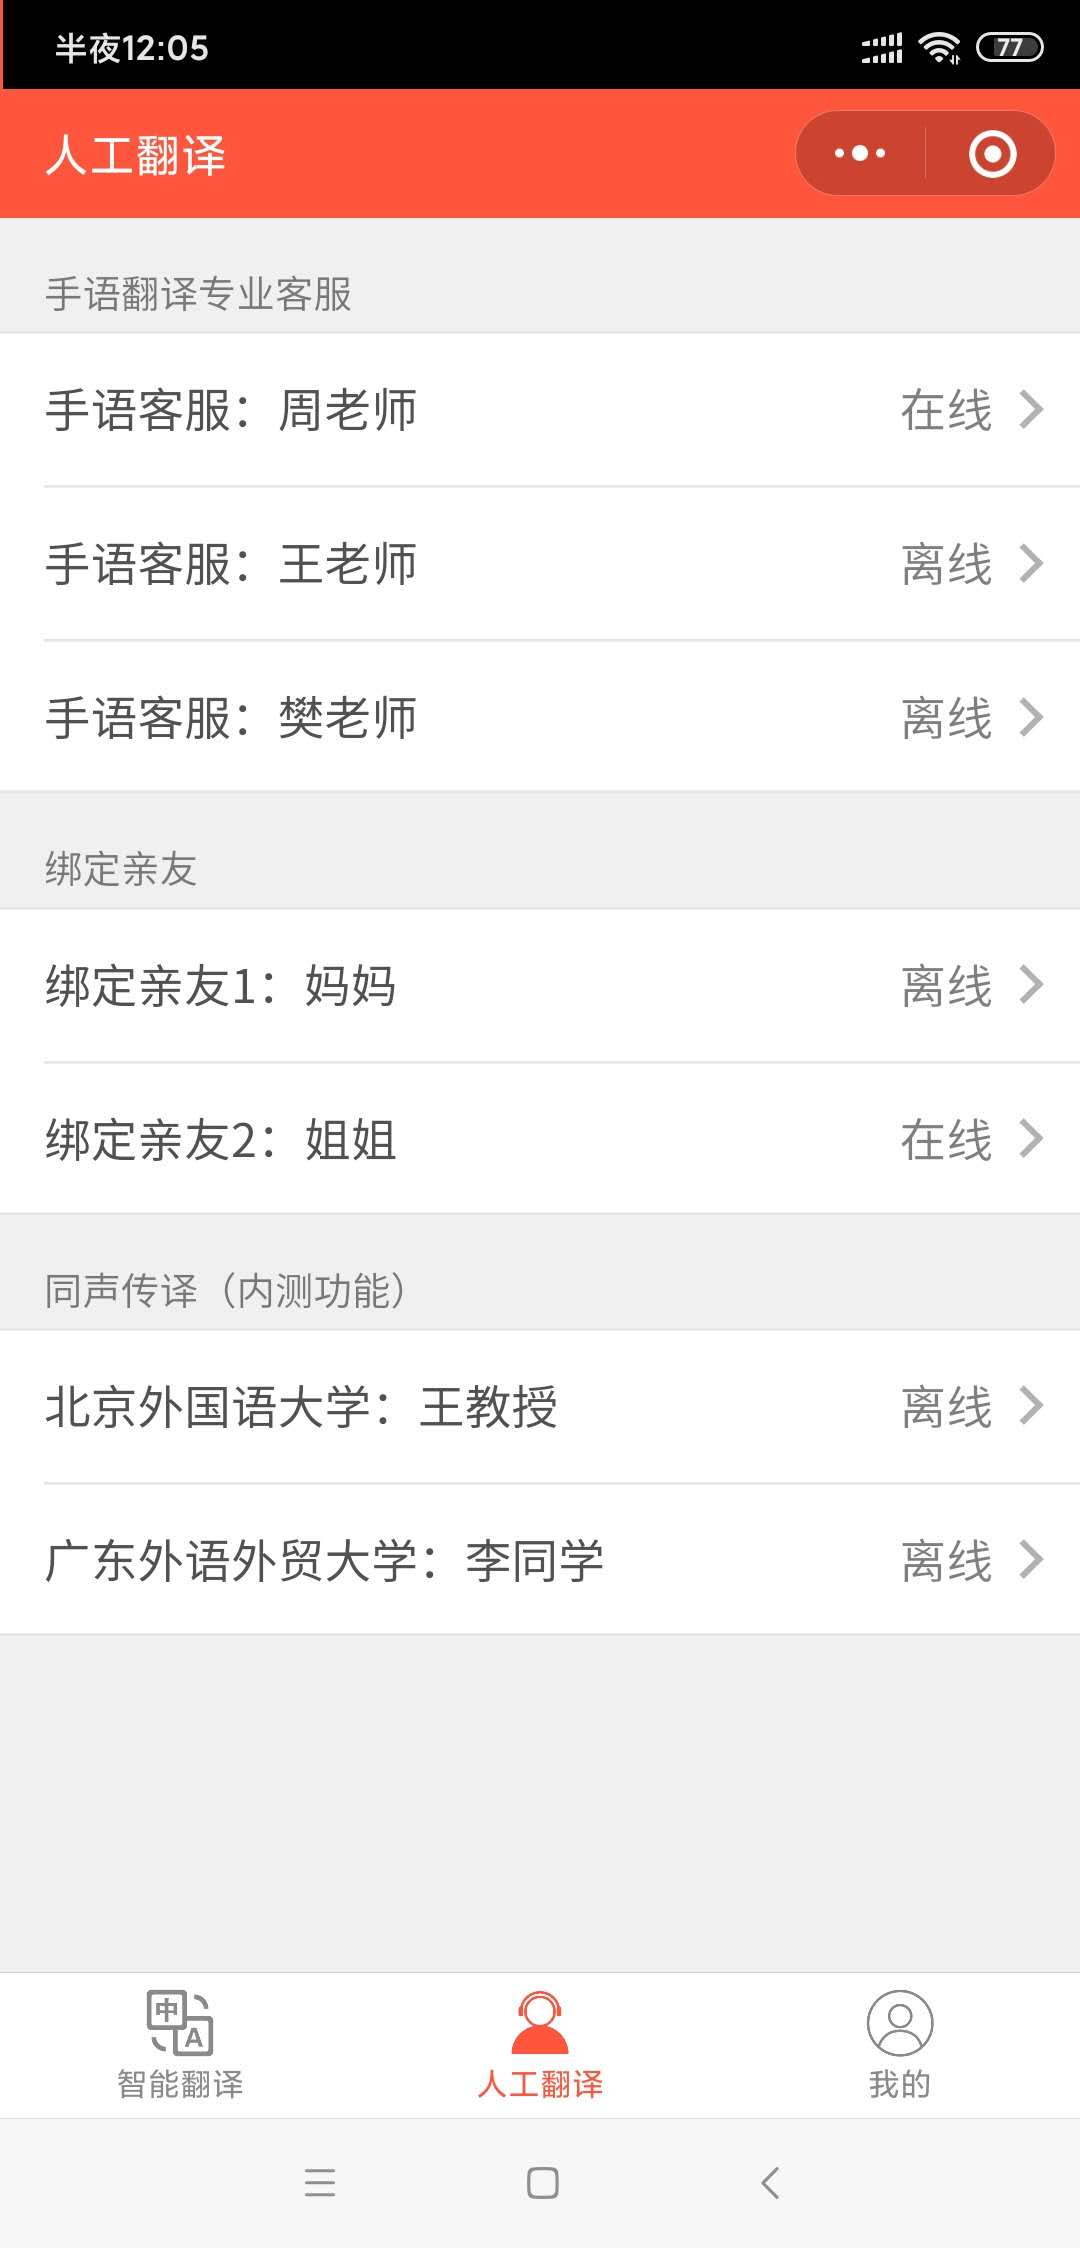 半夜12:05
77
人工翻译
手语翻译专业客服
手语客服：周老师 在线
手语客服：王老师 离线
手语客服：樊老师 离线
绑定亲友
绑定亲友1：妈妈 离线
绑定亲友2：姐姐 在线
同声传译（内测功能）
北京外国语大学：王教授 离线
广东外语外贸大学：李同学 离线
中 A
智能翻译 人工翻译 我的